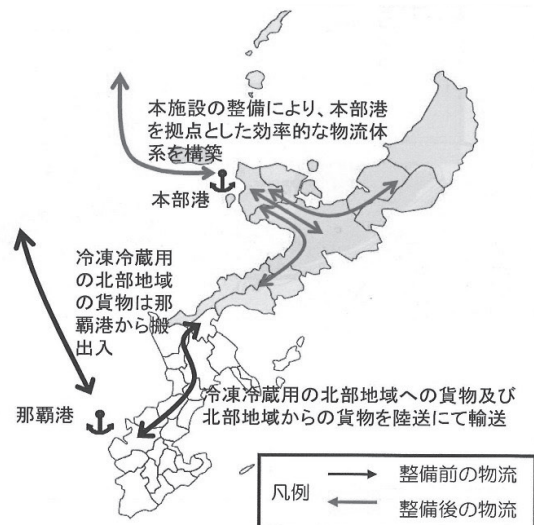 本施設の整備により、本部港
を拠点とした効率的な物流体
系を構築
本部港
冷凍冷蔵用
の北部地域
の貨物は那
覇港から搬
出入
那覇港
冷凍冷蔵用の北部地域への貨物及び
北部地域からの貨物を陸送にて輸送
凡例
整備前の物流
整備後の物流